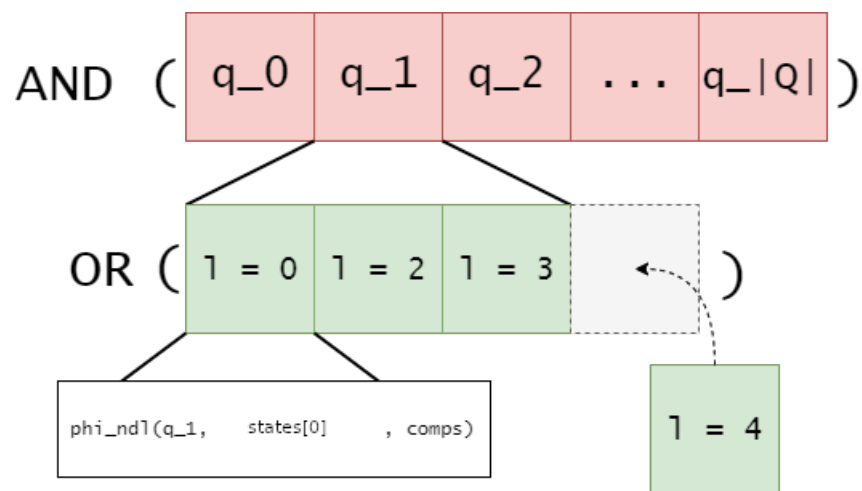 AND ( q_0 q_1 q_2 ... q_|Q| )
OR ( l = 0 l = 2 l = 3 )
phi_ndl(q_1, states[0] , comps)
l = 4